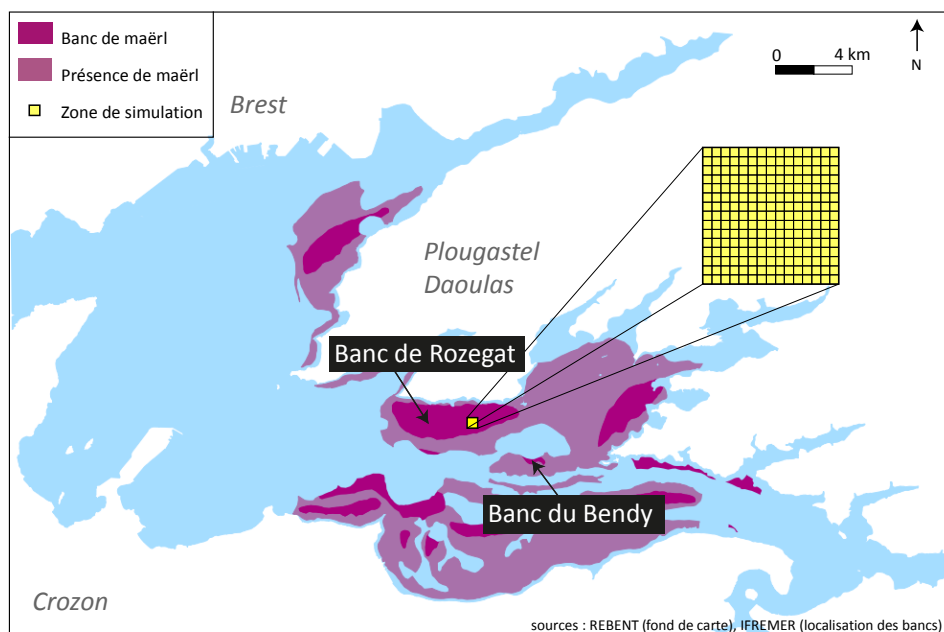 Banc de maërl
Présence de maërl
Zone de simulation
0 4 km
N
Brest
Plougastel
Daoulas
Banc de Rozegat
Banc du Bendy
Crozon
sources : REBENT (fond de carte), IFREMER (localisation des bancs)